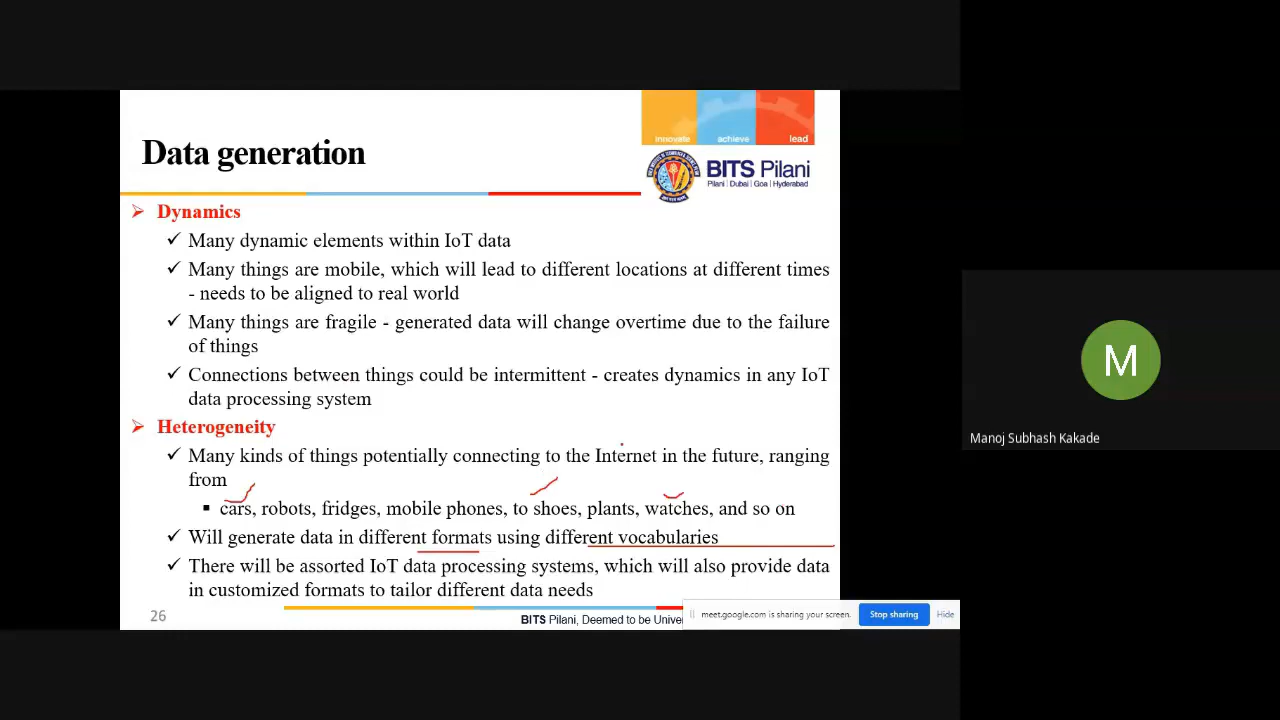 innovate achieve lead
Data generation
BITS Pilani
Pilani | Dubai | Goa | Hyderabad
➢ Dynamics
✓ Many dynamic elements within IoT data
✓ Many things are mobile, which will lead to different locations at different times
- needs to be aligned to real world
✓ Many things are fragile - generated data will change overtime due to the failure
of things
✓ Connections between things could be intermittent - creates dynamics in any IoT
data processing system
➢ Heterogeneity
✓ Many kinds of things potentially connecting to the Internet in the future, ranging
from
▪ cars, robots, fridges, mobile phones, to shoes, plants, watches, and so on
✓ Will generate data in different formats using different vocabularies
✓ There will be assorted IoT data processing systems, which will also provide data
in customized formats to tailor different data needs
26
BITS Pilani, Deemed to be Univer
meet.google.com is sharing your screen. Stop sharing Hide
M
Manoj Subhash Kakade